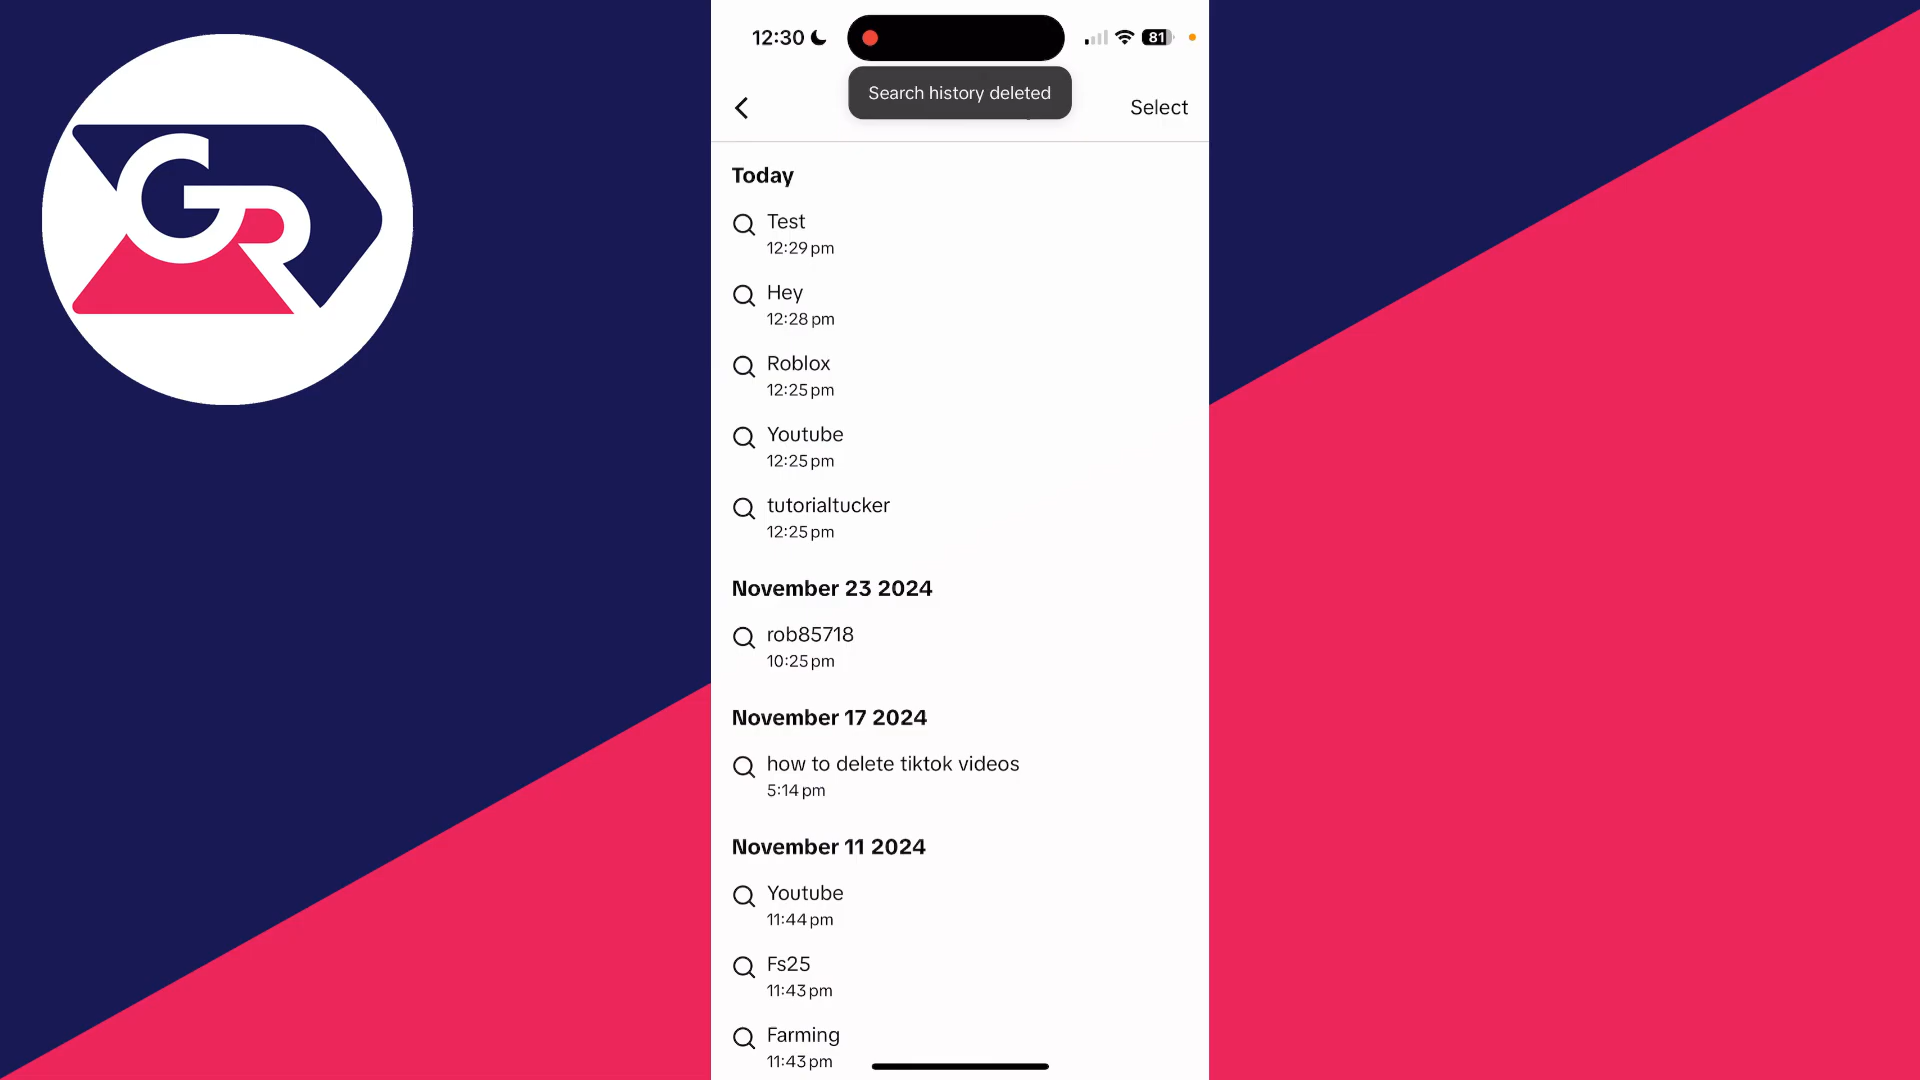 GR
12:30
81
Search history deleted
Select
Today
Test
12:29 pm
Hey
12:28 pm
Roblox
12:25 pm
Youtube
12:25 pm
tutorialtucker
12:25 pm
November 23 2024
rob85718
10:25 pm
November 17 2024
how to delete tiktok videos
5:14 pm
November 11 2024
Youtube
11:44 pm
Fs25
11:43 pm
Farming
11:43 pm